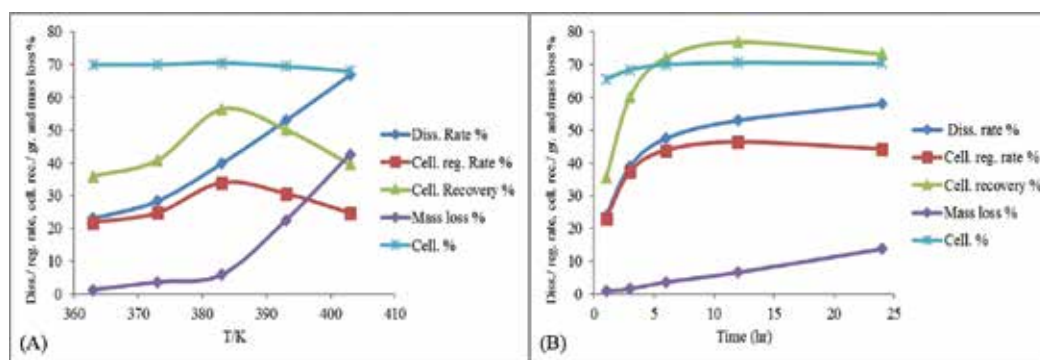 Diss./ reg. rate, cell. rec./ gr. and mass loss %
80
70
60
50
40
30
20
10
0
360
370
380
390
400
410
T/K
(A)
Diss. Rate %
Cell. reg. Rate %
Cell. Recovery %
Mass loss %
Cell. %
Diss./ reg. rate, cell. rec./ gr. and mass loss %
80
70
60
50
40
30
20
10
0
0
5
10
15
20
25
Time (hr)
(B)
Diss. rate %
Cell. reg. rate %
Cell. recovery %
Mass loss %
Cell. %